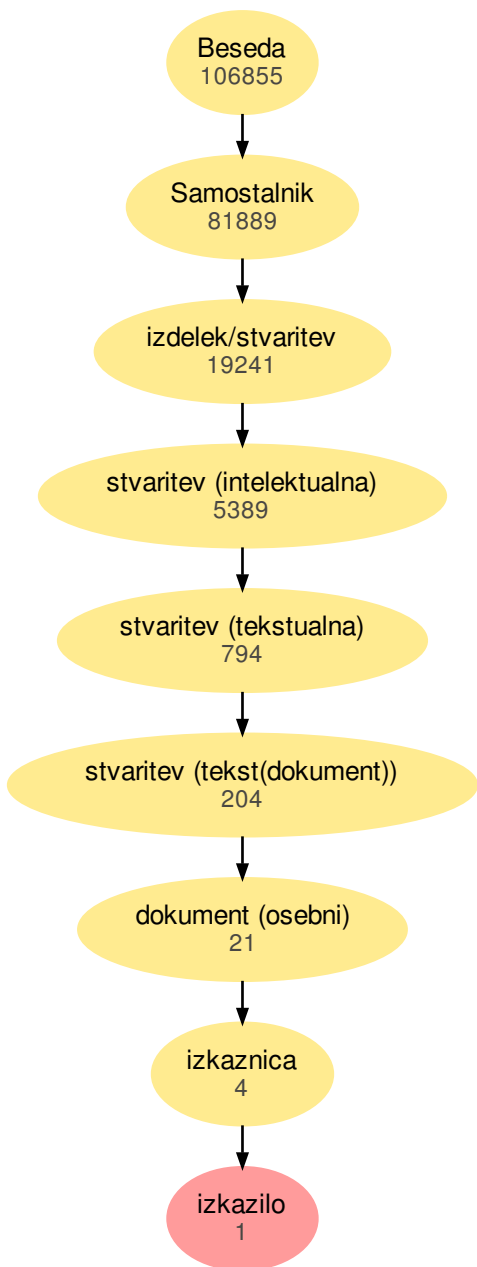 Beseda
106855
Samostalnik
81889
izdelek/stvaritev
19241
stvaritev (intelektualna)
5389
stvaritev (tekstualna)
794
stvaritev (tekst(dokument))
204
dokument (osebni)
21
izkaznica
4
izkazilo
1